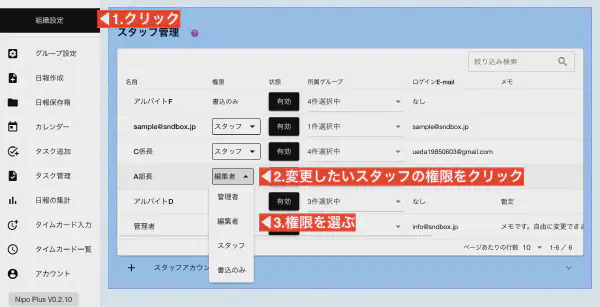 組織設定
◀1.クリック
グループ設定
日報作成
日報保存箱
カレンダー
タスク追加
タスク管理
日報の集計
タイムカード入力
タイムカード一覧
アカウント
Nipo Plus V0.2.10
スタッフ管理 ?
絞り込み検索
名前 権限 状態 所属グループ ログインE-mail メモ
アルバイトF 書込のみ 有効 4件選択中 なし
sample@sndbox.jp スタッフ 有効 1件選択中 sample@sndbox.jp
C係長 スタッフ 有効 4件選択中 ueda19850603@gmail.com
A部長 編集者 ◀2.変更したいスタッフの権限をクリック
アルバイトD 有効 3件選択中 なし 暫定
管理者 info@sndbox.jp メモです。自由に変更できま
管理者
編集者 ◀3.権限を選ぶ
スタッフ
書込のみ
ページあたりの行数 10 1-6 / 6
+ スタッフアカウン